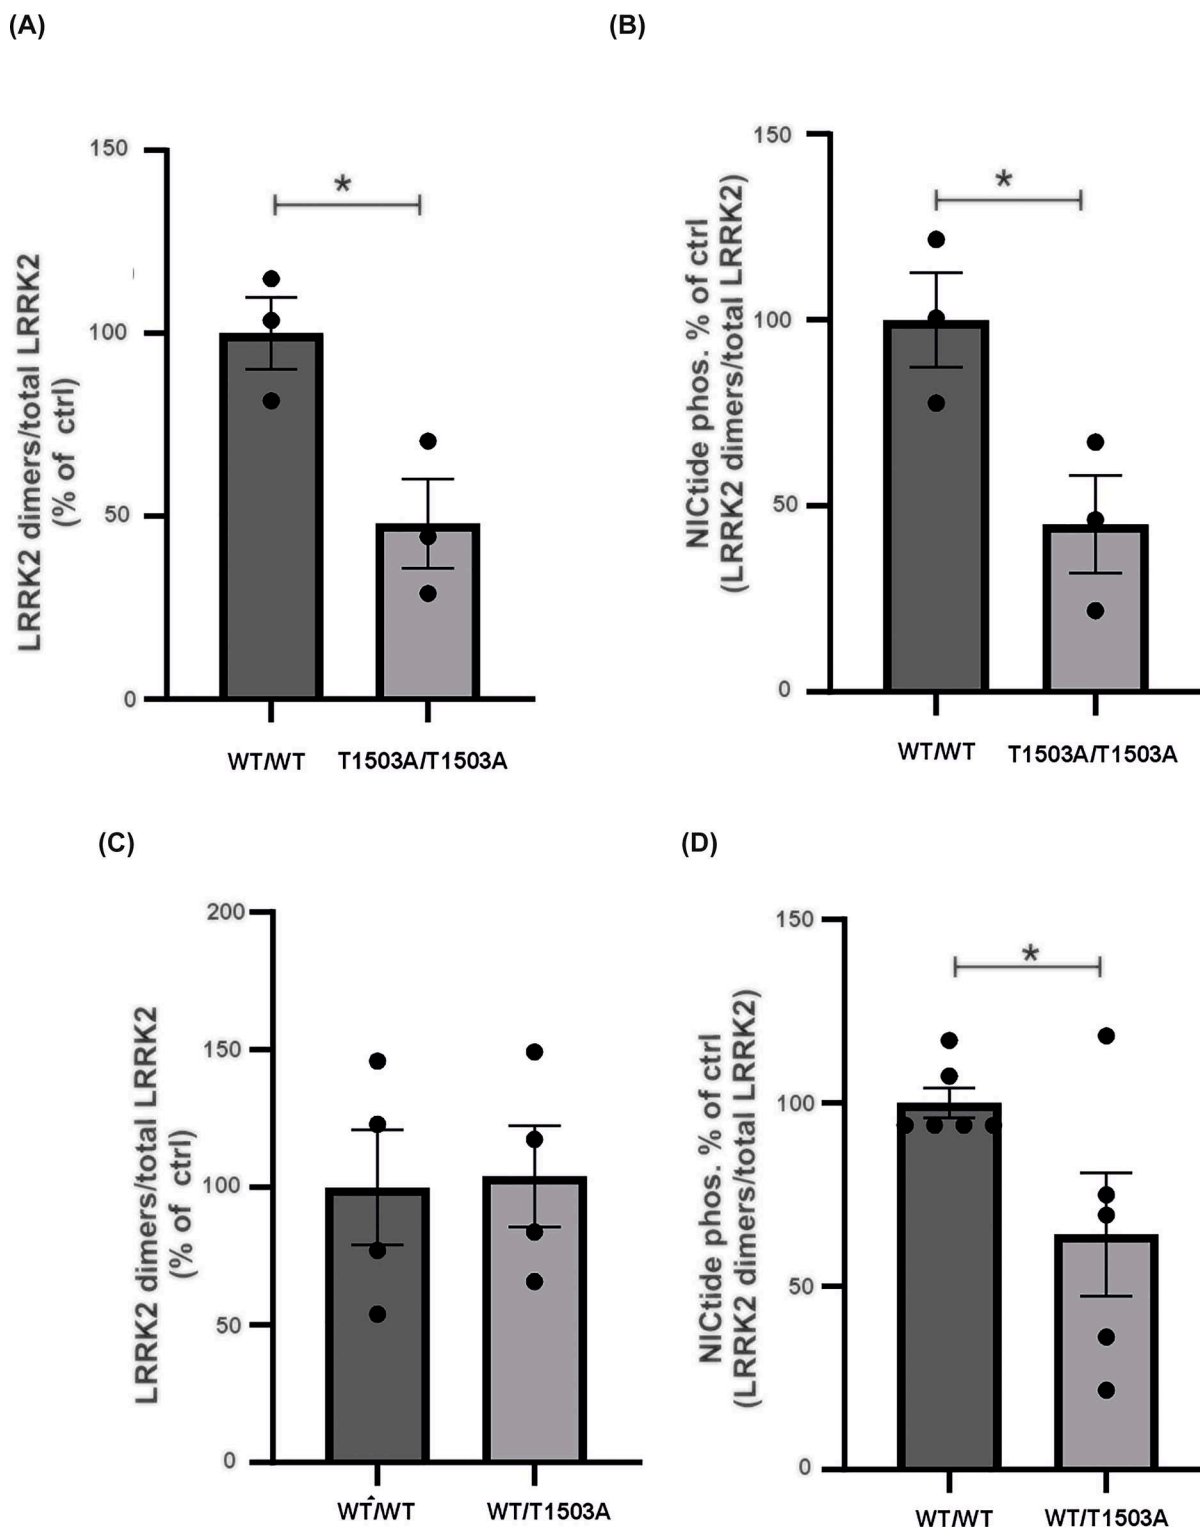 (A)
(B)
150
100
50
0
LRRK2 dimers/total LRRK2
(% of ctrl)
*
WT/WT
T1503A/T1503A
150
100
50
0
NICtide phos. % of ctrl
(LRRK2 dimers/total LRRK2)
*
WT/WT
T1503A/T1503A
(C)
(D)
200
150
100
50
0
LRRK2 dimers/total LRRK2
(% of ctrl)
WT/WT
WT/T1503A
150
100
50
0
NICtide phos. % of ctrl
(LRRK2 dimers/total LRRK2)
*
WT/WT
WT/T1503A